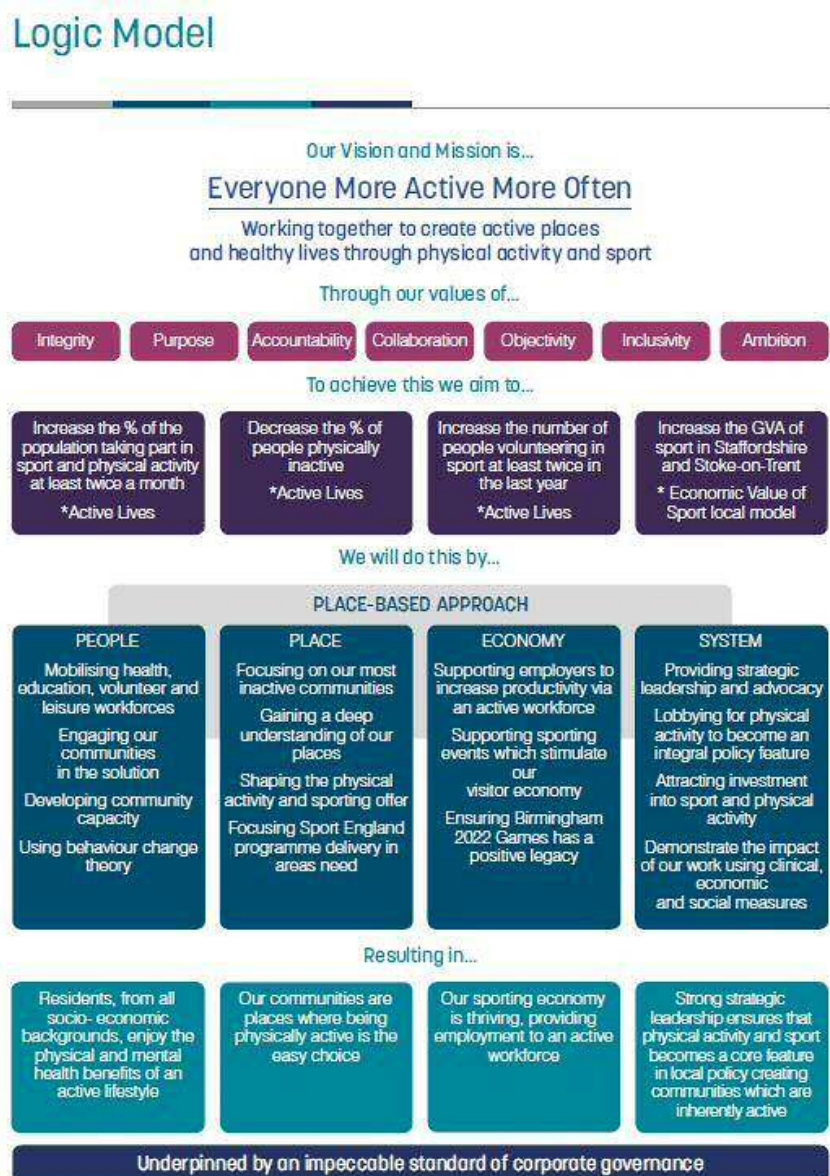 Logic Model
Our Vision and Mission is...
Everyone More Active More Often
Working together to create active places
and healthy lives through physical activity and sport
Through our values of...
Integrity
Purpose
Accountability
Collaboration
Objectivity
Inclusivity
Ambition
To achieve this we aim to...
Increase the % of the
population taking part in
sport and physical activity
at least twice a month
*Active Lives
Decrease the % of
people physically
inactive
*Active Lives
Increase the number of
people volunteering in
sport at least twice in
the last year
*Active Lives
Increase the GVA of
sport in Staffordshire
and Stoke-on-Trent
* Economic Value of
Sport local model
We will do this by...
PLACE-BASED APPROACH
PEOPLE
Mobilising health,
education, volunteer and
leisure workforces
Engaging our
communities
in the solution
Developing community
capacity
Using behaviour change
theory
PLACE
Focusing on our most
inactive communities
Gaining a deep
understanding of our
places
Shaping the physical
activity and sporting offer
Focusing Sport England
programme delivery in
areas need
ECONOMY
Supporting employers to
increase productivity via
an active workforce
Supporting sporting
events which stimulate
our
visitor economy
Ensuring Birmingham
2022 Games has a
positive legacy
SYSTEM
Providing strategic
leadership and advocacy
Lobbying for physical
activity to become an
integral policy feature
Attracting investment
into sport and physical
activity
Demonstrate the impact
of our work using clinical,
economic
and social measures
Resulting in...
Residents, from all
socio- economic
backgrounds, enjoy the
physical and mental
health benefits of an
active lifestyle
Our communities are
places where being
physically active is the
easy choice
Our sporting economy
is thriving, providing
employment to an active
workforce
Strong strategic
leadership ensures that
physical activity and sport
becomes a core feature
in local policy creating
communities which are
inherently active
Underpinned by an impeccable standard of corporate governance